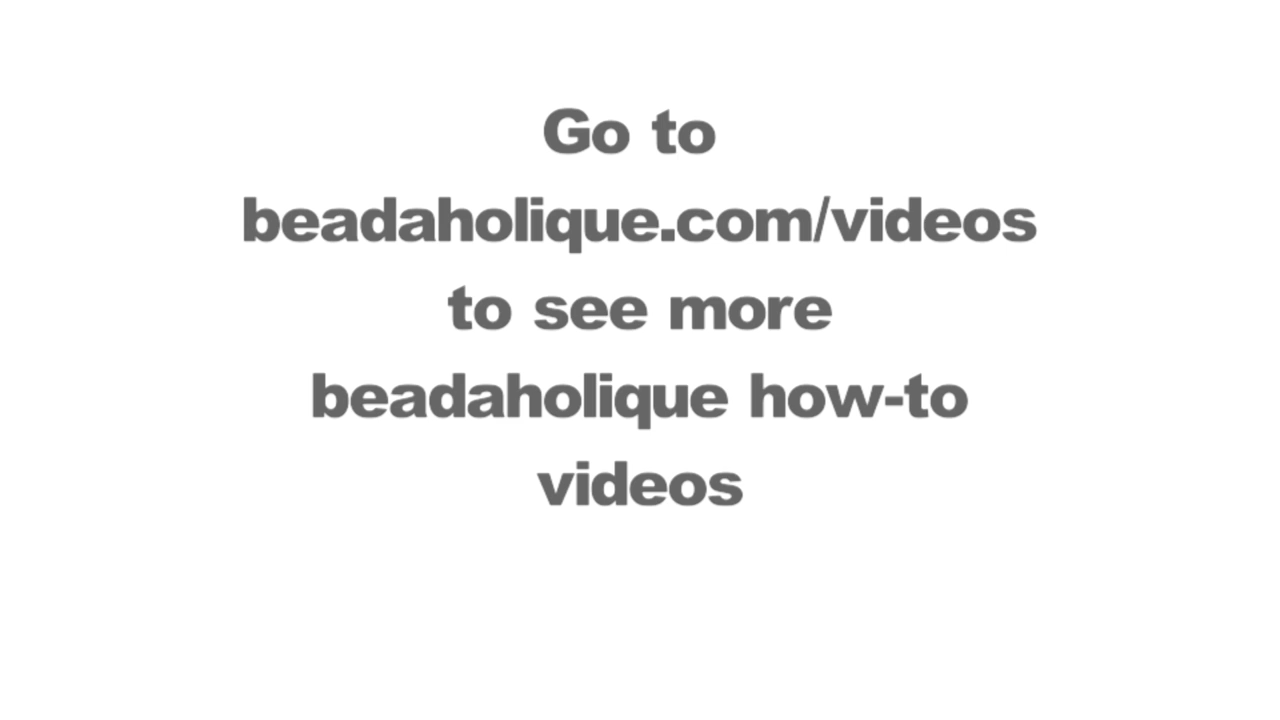 Go to
beadaholique.com/videos
to see more
beadaholique how-to
videos